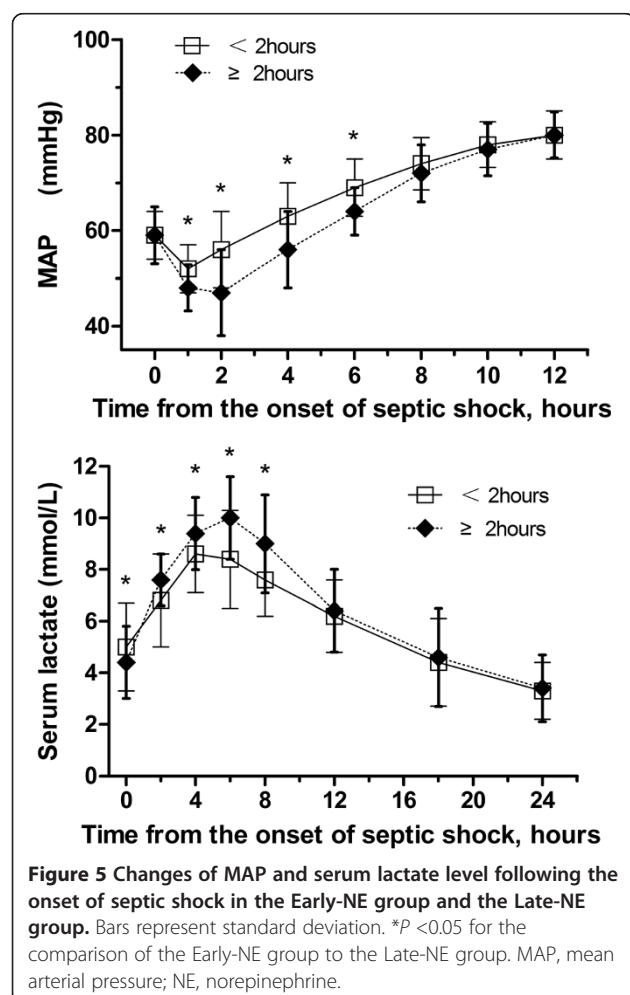 100
80
60
40
MAP (mmHg)
< 2hours
≥ 2hours
* * * *
0 2 4 6 8 10 12
Time from the onset of septic shock, hours
12
10
8
6
4
2
0
Serum lactate (mmol/L)
< 2hours
≥ 2hours
* * * * *
0 4 8 12 16 20 24
Time from the onset of septic shock, hours
Figure 5 Changes of MAP and serum lactate level following the
onset of septic shock in the Early-NE group and the Late-NE
group. Bars represent standard deviation. *P <0.05 for the
comparison of the Early-NE group to the Late-NE group. MAP, mean
arterial pressure; NE, norepinephrine.